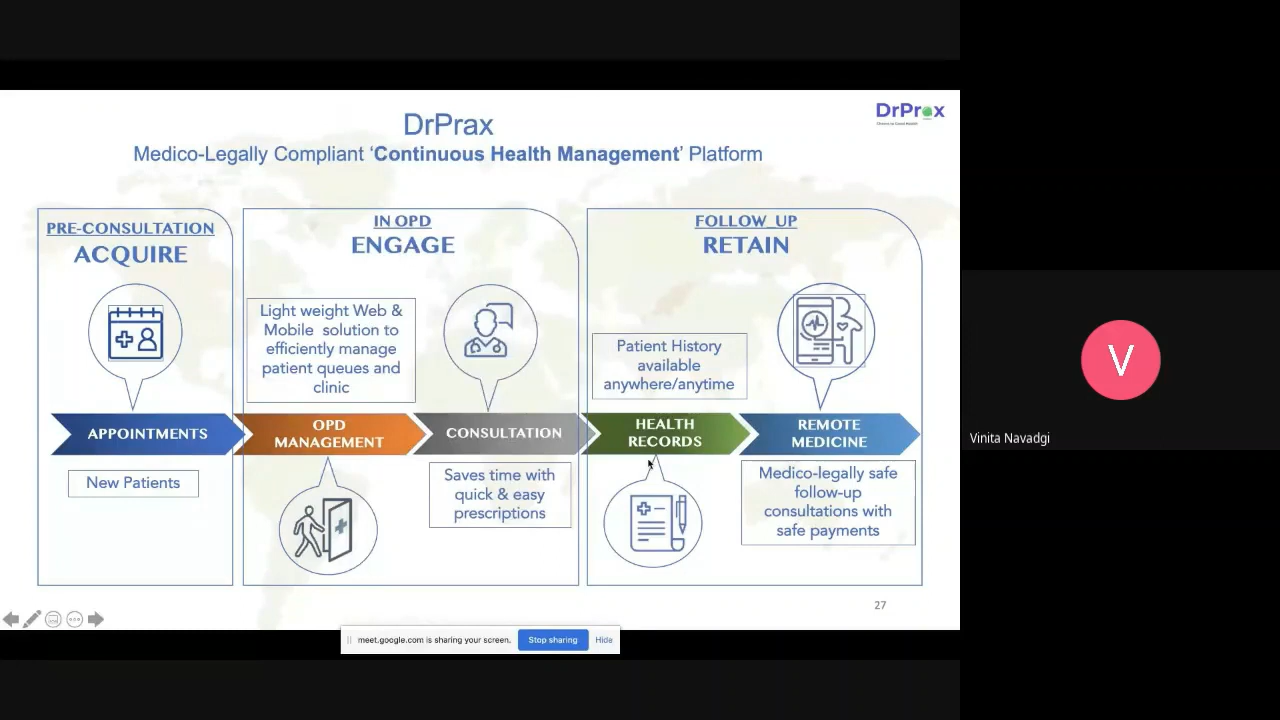 DrPrax
DrPrax
Medico-Legally Compliant ‘Continuous Health Management’ Platform
PRE-CONSULTATION
ACQUIRE
APPOINTMENTS
New Patients
IN OPD
ENGAGE
Light weight Web &
Mobile solution to
efficiently manage
patient queues and
clinic
OPD
MANAGEMENT
CONSULTATION
Saves time with
quick & easy
prescriptions
FOLLOW_UP
RETAIN
Patient History
available
anywhere/anytime
HEALTH
RECORDS
REMOTE
MEDICINE
Medico-legally safe
follow-up
consultations with
safe payments
27
meet.google.com is sharing your screen.
Stop sharing
Hide
V
Vinita Navadgi